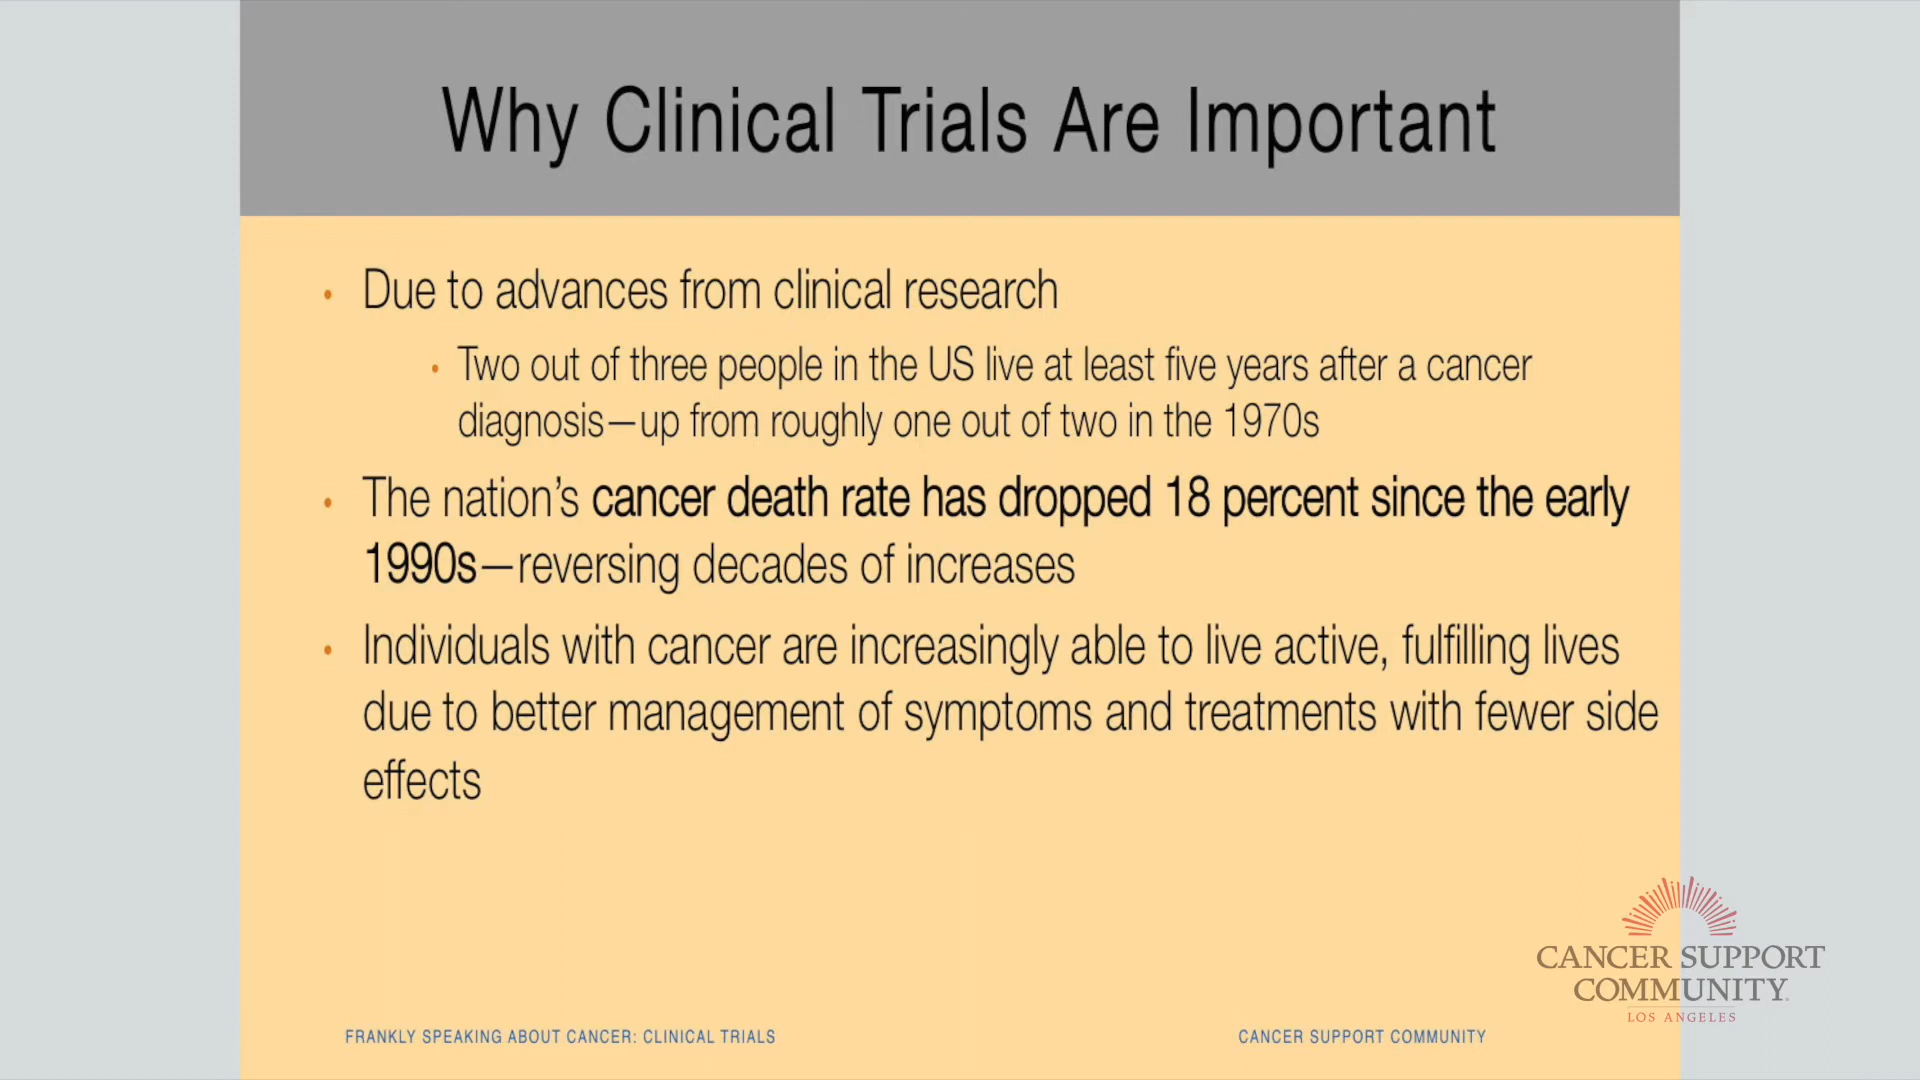 Why Clinical Trials Are Important
• Due to advances from clinical research
• Two out of three people in the US live at least five years after a cancer
diagnosis—up from roughly one out of two in the 1970s
• The nation’s cancer death rate has dropped 18 percent since the early
1990s—reversing decades of increases
• Individuals with cancer are increasingly able to live active, fulfilling lives
due to better management of symptoms and treatments with fewer side
effects
CANCER SUPPORT
COMMUNITY
LOS ANGELES
FRANKLY SPEAKING ABOUT CANCER: CLINICAL TRIALS
CANCER SUPPORT COMMUNITY